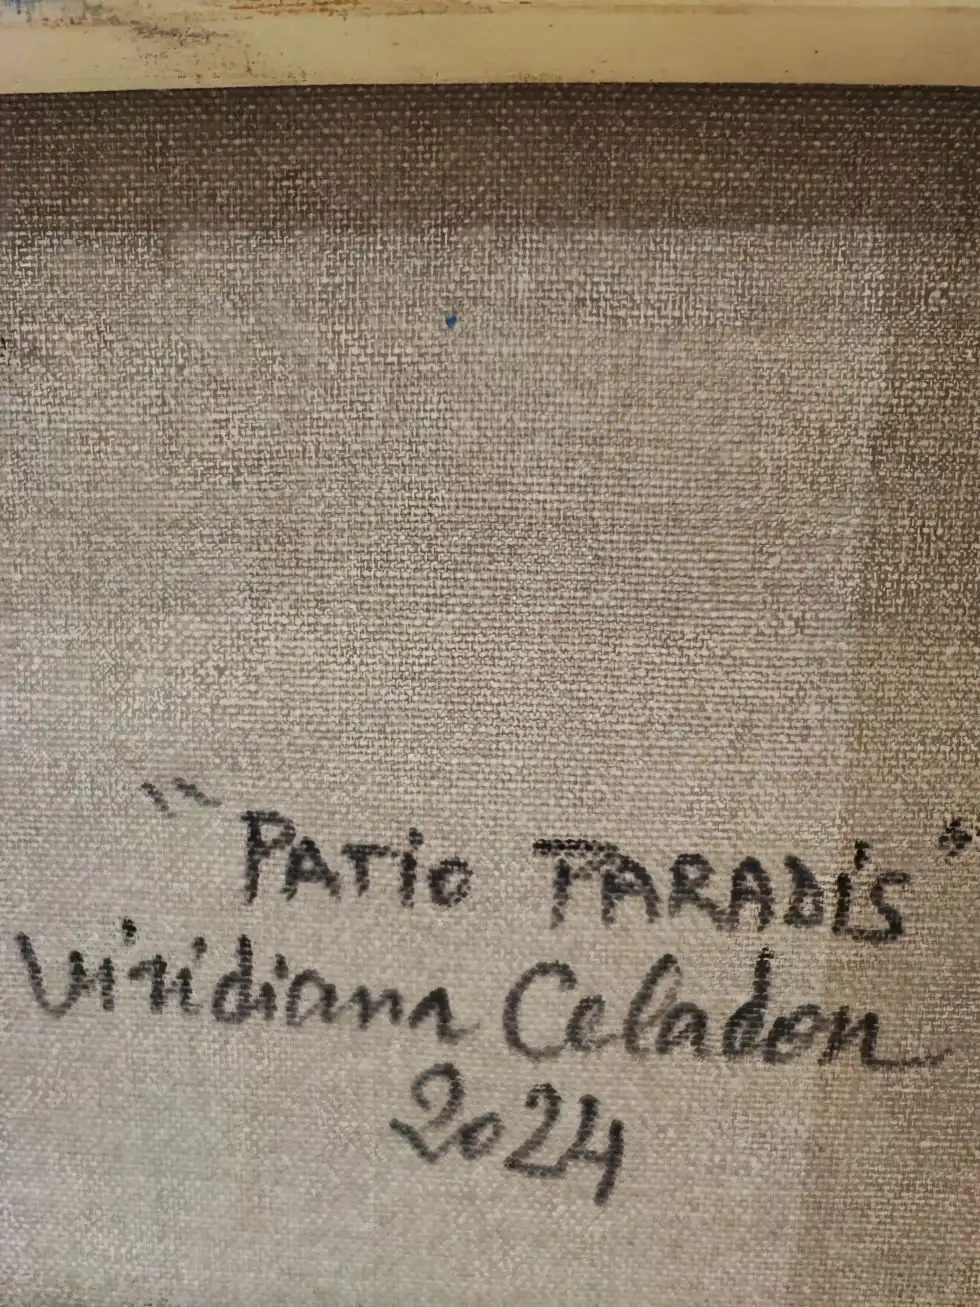 "PATiO PARADiS"
Viridiana Celadon
2024